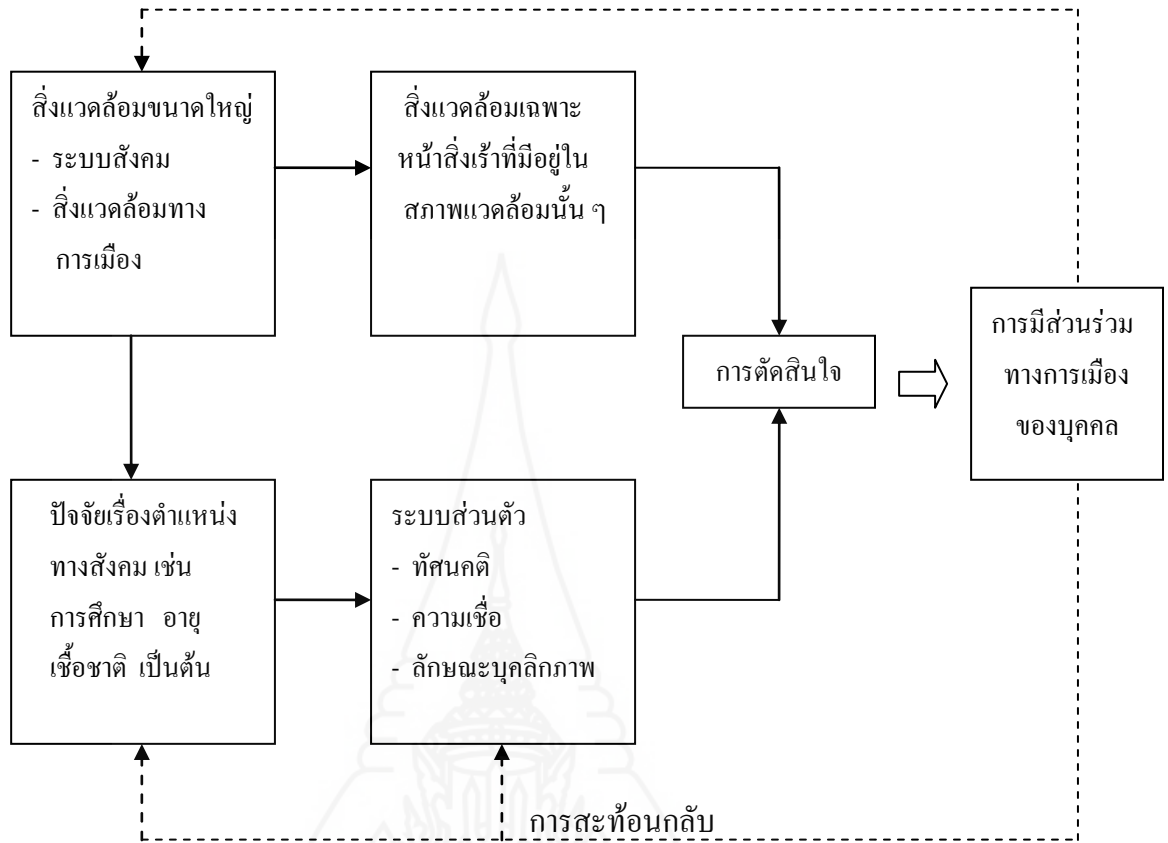 สิ่งแวดล้อมขนาดใหญ่
- ระบบสังคม
- สิ่งแวดล้อมทาง
การเมือง
สิ่งแวดล้อมเฉพาะ
หน้าสิ่งเร้าที่มีอยู่ใน
สภาพแวดล้อมนั้น ๆ
การตัดสินใจ
การมีส่วนร่วม
ทางการเมือง
ของบุคคล
ปัจจัยเรื่องตำแหน่ง
ทางสังคม เช่น
การศึกษา อายุ
เชื้อชาติ เป็นต้น
ระบบส่วนตัว
- ทัศนคติ
- ความเชื่อ
- ลักษณะบุคลิกภาพ
การสะท้อนกลับ